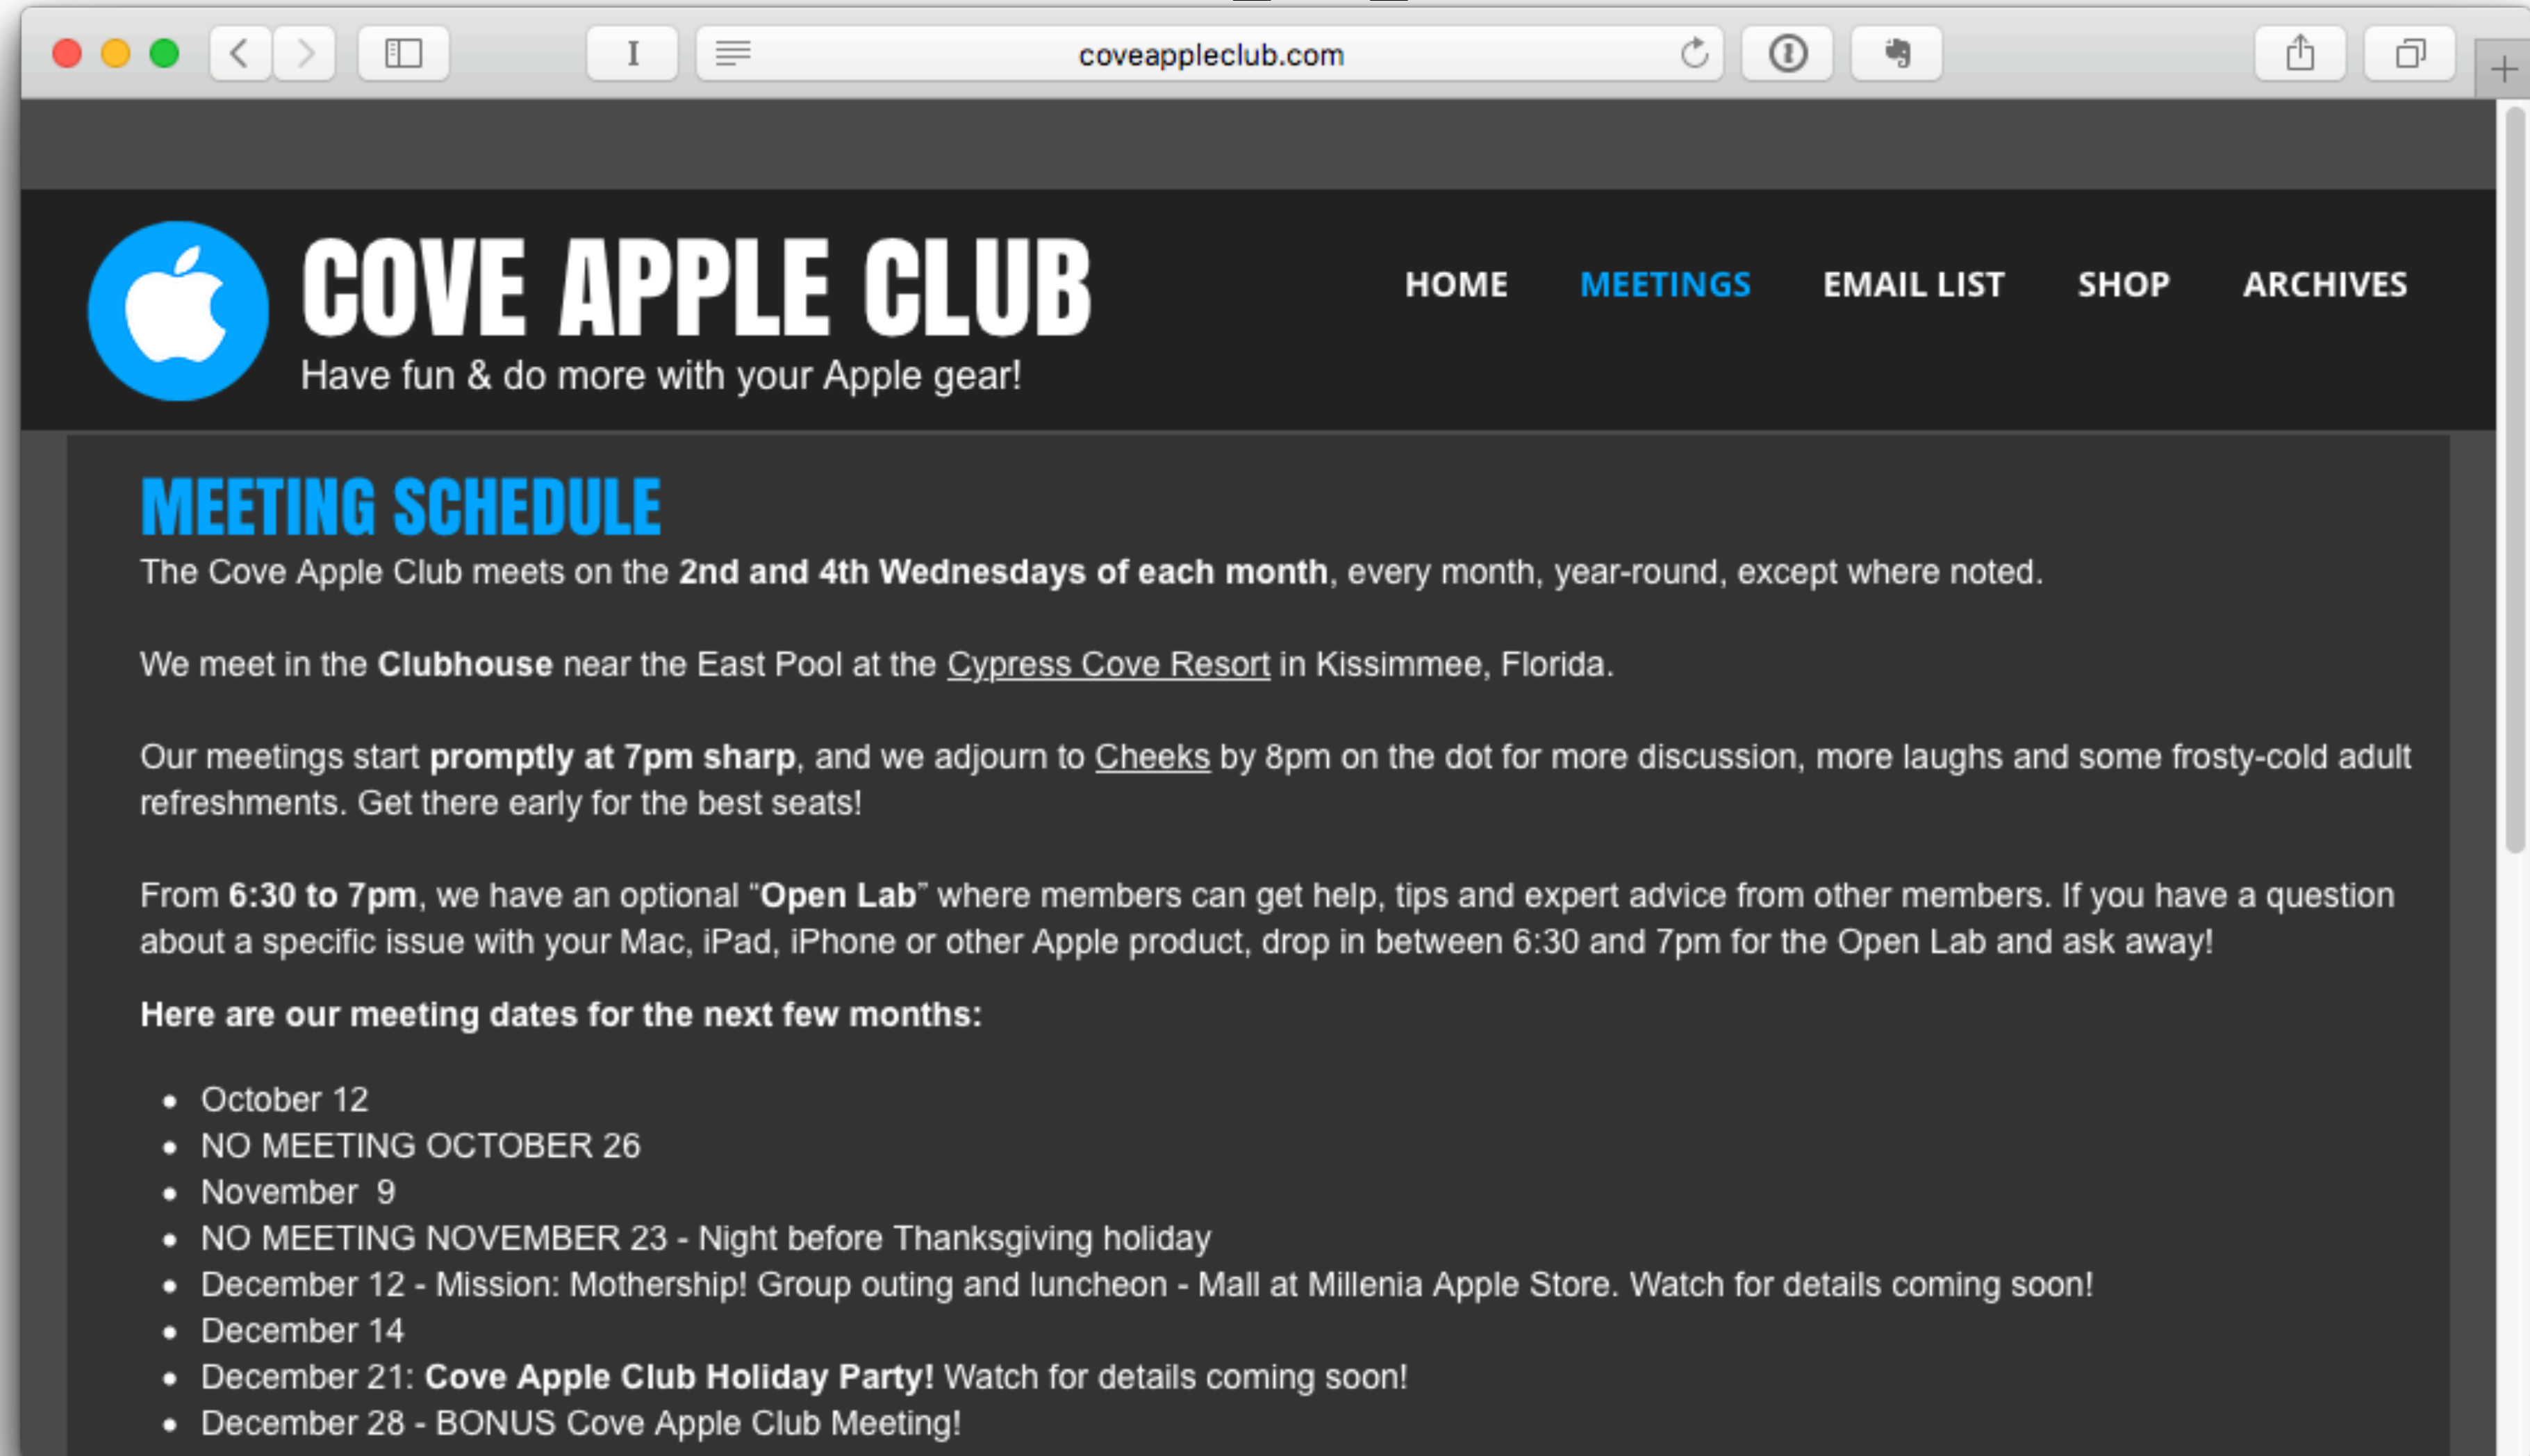 coveappleclub.com
COVE APPLE CLUB
Have fun & do more with your Apple gear!
HOME MEETINGS EMAIL LIST SHOP ARCHIVES
MEETING SCHEDULE
The Cove Apple Club meets on the 2nd and 4th Wednesdays of each month, every month, year-round, except where noted.
We meet in the Clubhouse near the East Pool at the Cypress Cove Resort in Kissimmee, Florida.
Our meetings start promptly at 7pm sharp, and we adjourn to Cheeks by 8pm on the dot for more discussion, more laughs and some frosty-cold adult
refreshments. Get there early for the best seats!
From 6:30 to 7pm, we have an optional “Open Lab” where members can get help, tips and expert advice from other members. If you have a question
about a specific issue with your Mac, iPad, iPhone or other Apple product, drop in between 6:30 and 7pm for the Open Lab and ask away!
Here are our meeting dates for the next few months:
• October 12
• NO MEETING OCTOBER 26
• November  9
• NO MEETING NOVEMBER 23 - Night before Thanksgiving holiday
• December 12 - Mission: Mothership! Group outing and luncheon - Mall at Millenia Apple Store. Watch for details coming soon!
• December 14
• December 21: Cove Apple Club Holiday Party! Watch for details coming soon!
• December 28 - BONUS Cove Apple Club Meeting!